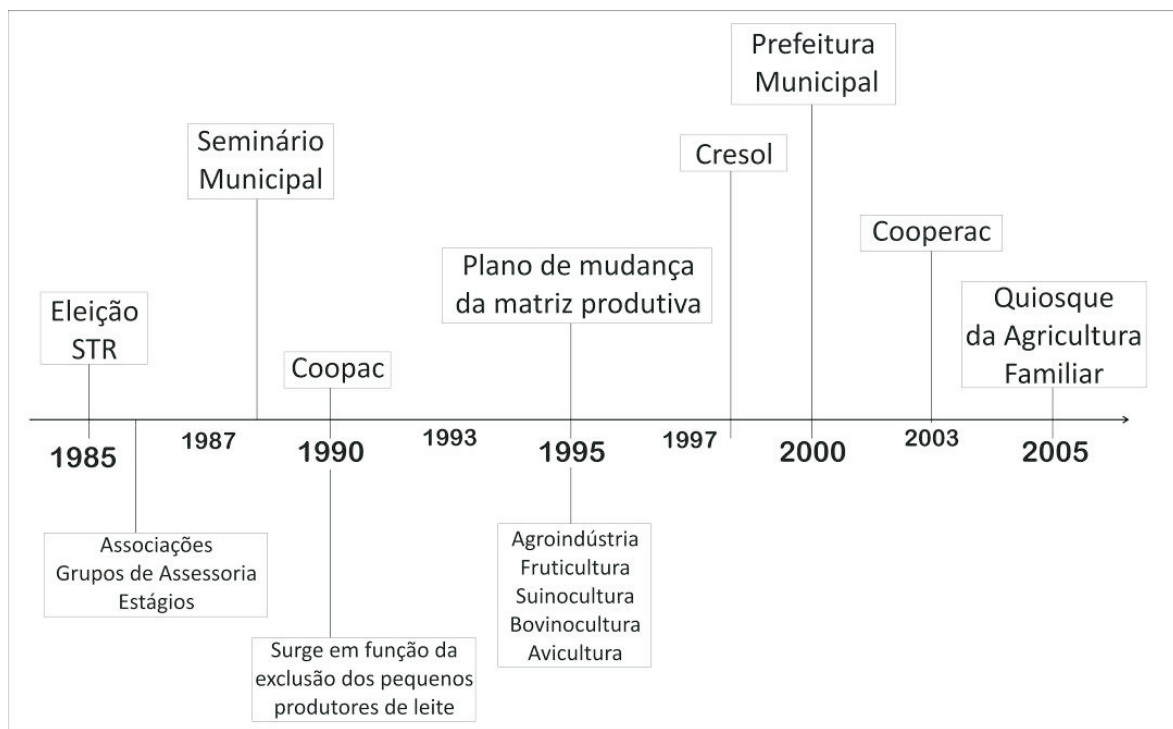 Prefeitura
Municipal
Seminário
Municipal
Cresol
Cooperac
Plano de mudança
da matriz produtiva
Quiosque
da Agricultura
Familiar
Eleição
STR
Coopac
1985
1987
1990
1993
1995
1997
2000
2003
2005
Associações
Grupos de Assessoria
Estágios
Surge em função da
exclusão dos pequenos
produtores de leite
Agroindústria
Fruticultura
Suinocultura
Bovinocultura
Avicultura